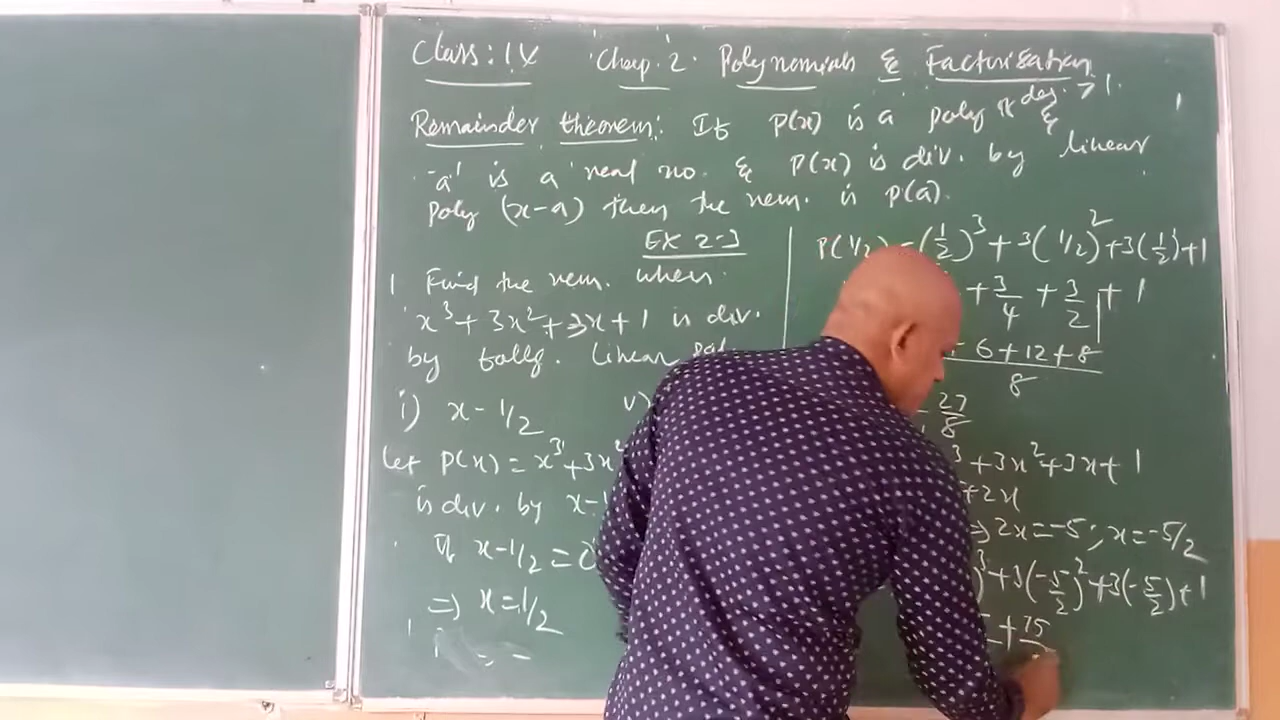 Class: IX Chap. 2. Polynomials & Factorisation
Remainder theorem: If P(x) is a poly of deg. > 1. &
'a' is a real no. & P(x) is div. by linear
poly (x-a) then the rem. is p(a).
Ex 2.3
1 Find the rem. when
x³+3x²+3x+1 is div.
by follg. linear
i) x-1/2 v)
let P(x) = x³+3x²
is div. by x-1
If x-1/2 = 0
=> x = 1/2
P(1/2) = (1/2)³ + 3(1/2)² + 3(1/2) + 1
+ 3/4 + 3/2 + 1
6+12+8
8
= 27/8
³ + 3x² + 3x + 1
+2x
=> 2x = -5; x = -5/2
)³ + 3(-5/2)² + 3(-5/2) + 1
+ 75